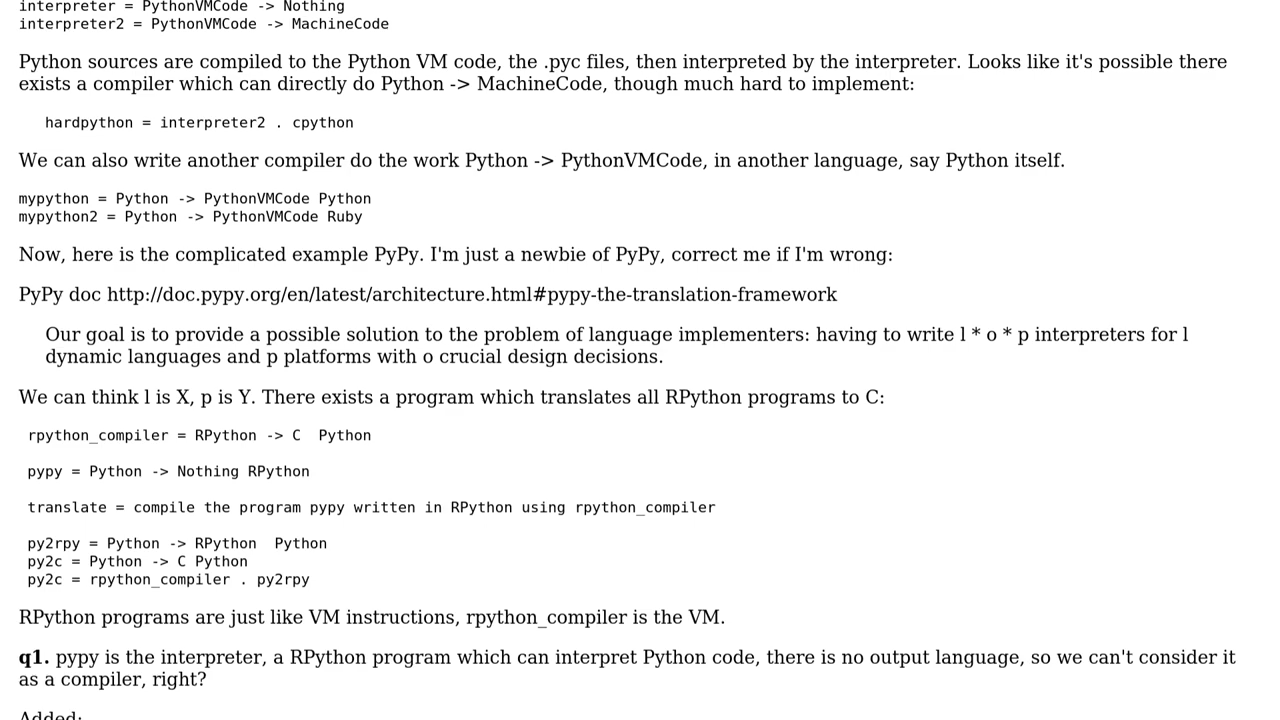 interpreter = PythonVMCode -> Nothing
interpreter2 = PythonVMCode -> MachineCode
Python sources are compiled to the Python VM code, the .pyc files, then interpreted by the interpreter. Looks like it's possible there
exists a compiler which can directly do Python -> MachineCode, though much hard to implement:
hardpython = interpreter2 . cpython
We can also write another compiler do the work Python -> PythonVMCode, in another language, say Python itself.
mypython = Python -> PythonVMCode Python
mypython2 = Python -> PythonVMCode Ruby
Now, here is the complicated example PyPy. I'm just a newbie of PyPy, correct me if I'm wrong:
PyPy doc http://doc.pypy.org/en/latest/architecture.html#pypy-the-translation-framework
Our goal is to provide a possible solution to the problem of language implementers: having to write l * o * p interpreters for l
dynamic languages and p platforms with o crucial design decisions.
We can think l is X, p is Y. There exists a program which translates all RPython programs to C:
rpython_compiler = RPython -> C  Python
pypy = Python -> Nothing RPython
translate = compile the program pypy written in RPython using rpython_compiler
py2rpy = Python -> RPython  Python
py2c = Python -> C Python
py2c = rpython_compiler . py2rpy
RPython programs are just like VM instructions, rpython_compiler is the VM.
q1. pypy is the interpreter, a RPython program which can interpret Python code, there is no output language, so we can't consider it
as a compiler, right?
Added: